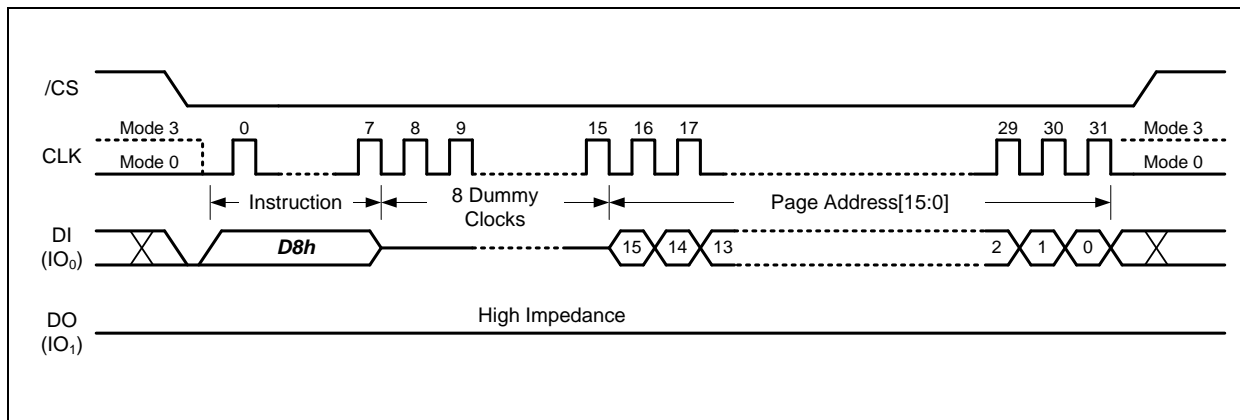 /CS
Mode 3 0 7 8 9 15 16 17 29 30 31 Mode 3
CLK
Mode 0 Mode 0
Instruction 8 Dummy Page Address[15:0]
Clocks
DI D8h 15 14 13 2 1 0
(IO₀)
High Impedance
DO
(IO₁)